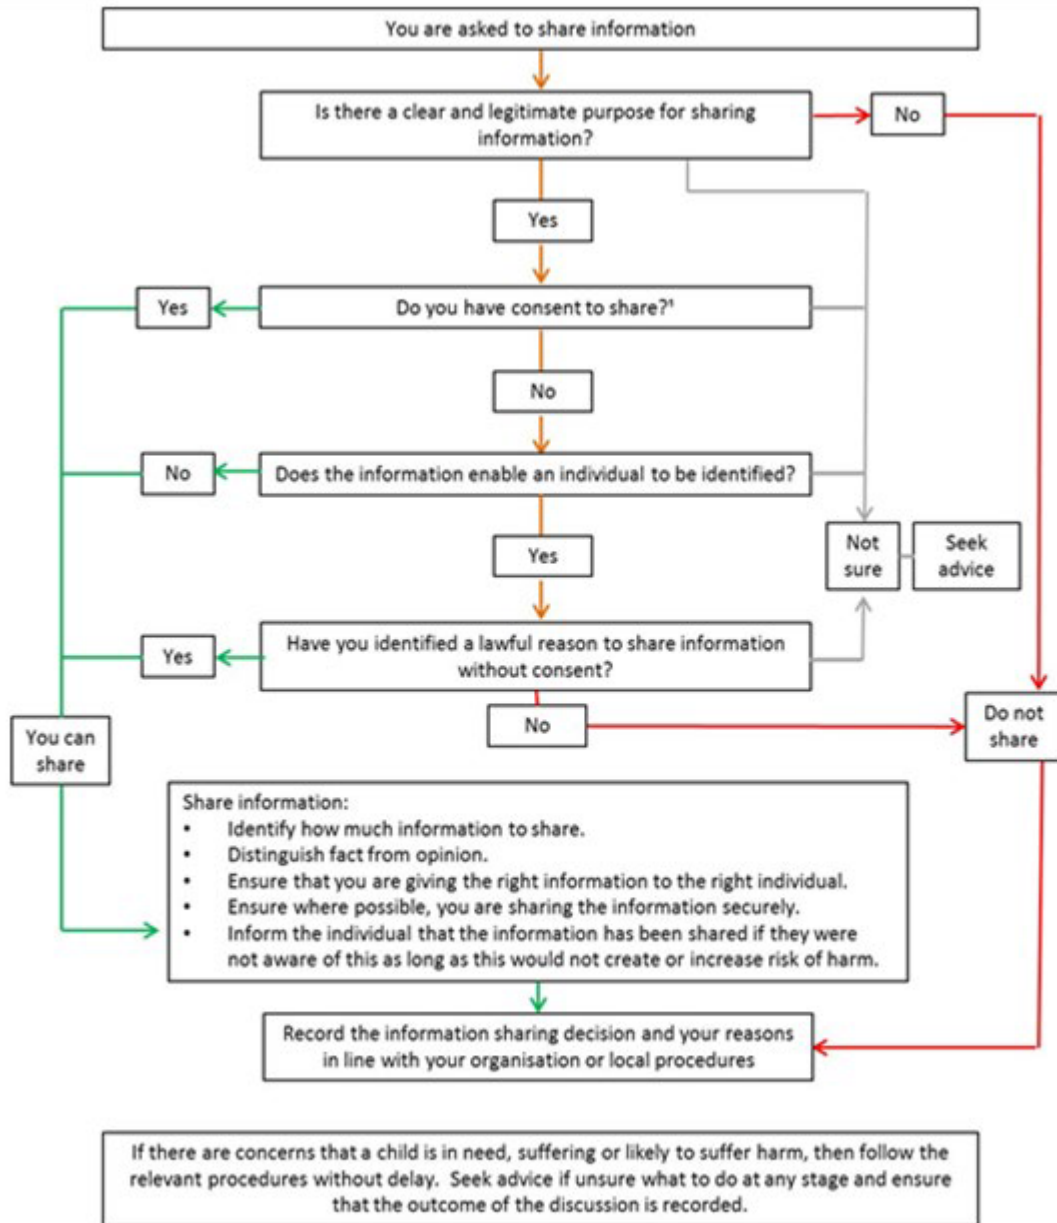 You are asked to share information
Is there a clear and legitimate purpose for sharing
information?
No
Yes
Yes
Do you have consent to share?¹
No
No
Does the information enable an individual to be identified?
Yes
Not
sure
Seek
advice
Yes
Have you identified a lawful reason to share information
without consent?
No
You can
share
Do not
share
Share information:
• Identify how much information to share.
• Distinguish fact from opinion.
• Ensure that you are giving the right information to the right individual.
• Ensure where possible, you are sharing the information securely.
• Inform the individual that the information has been shared if they were
not aware of this as long as this would not create or increase risk of harm.
Record the information sharing decision and your reasons
in line with your organisation or local procedures
If there are concerns that a child is in need, suffering or likely to suffer harm, then follow the
relevant procedures without delay. Seek advice if unsure what to do at any stage and ensure
that the outcome of the discussion is recorded.